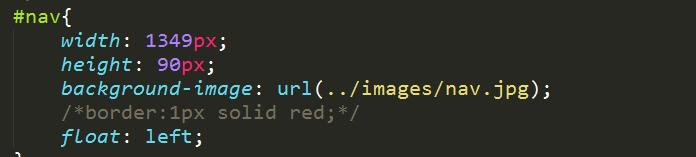 #nav{
width: 1349px;
height: 90px;
background-image: url(../images/nav.jpg);
/*border:1px solid red;*/
float: left;
}